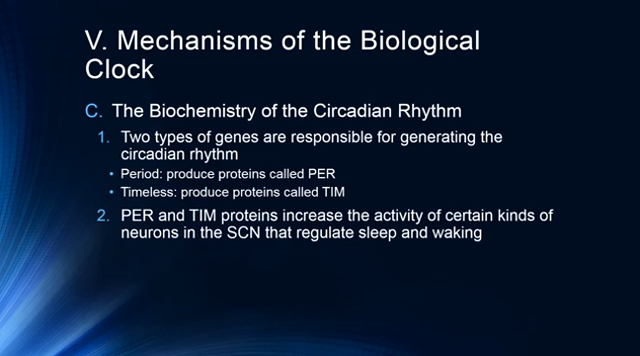 V. Mechanisms of the Biological
Clock
C. The Biochemistry of the Circadian Rhythm
1. Two types of genes are responsible for generating the
circadian rhythm
• Period: produce proteins called PER
• Timeless: produce proteins called TIM
2. PER and TIM proteins increase the activity of certain kinds of
neurons in the SCN that regulate sleep and waking